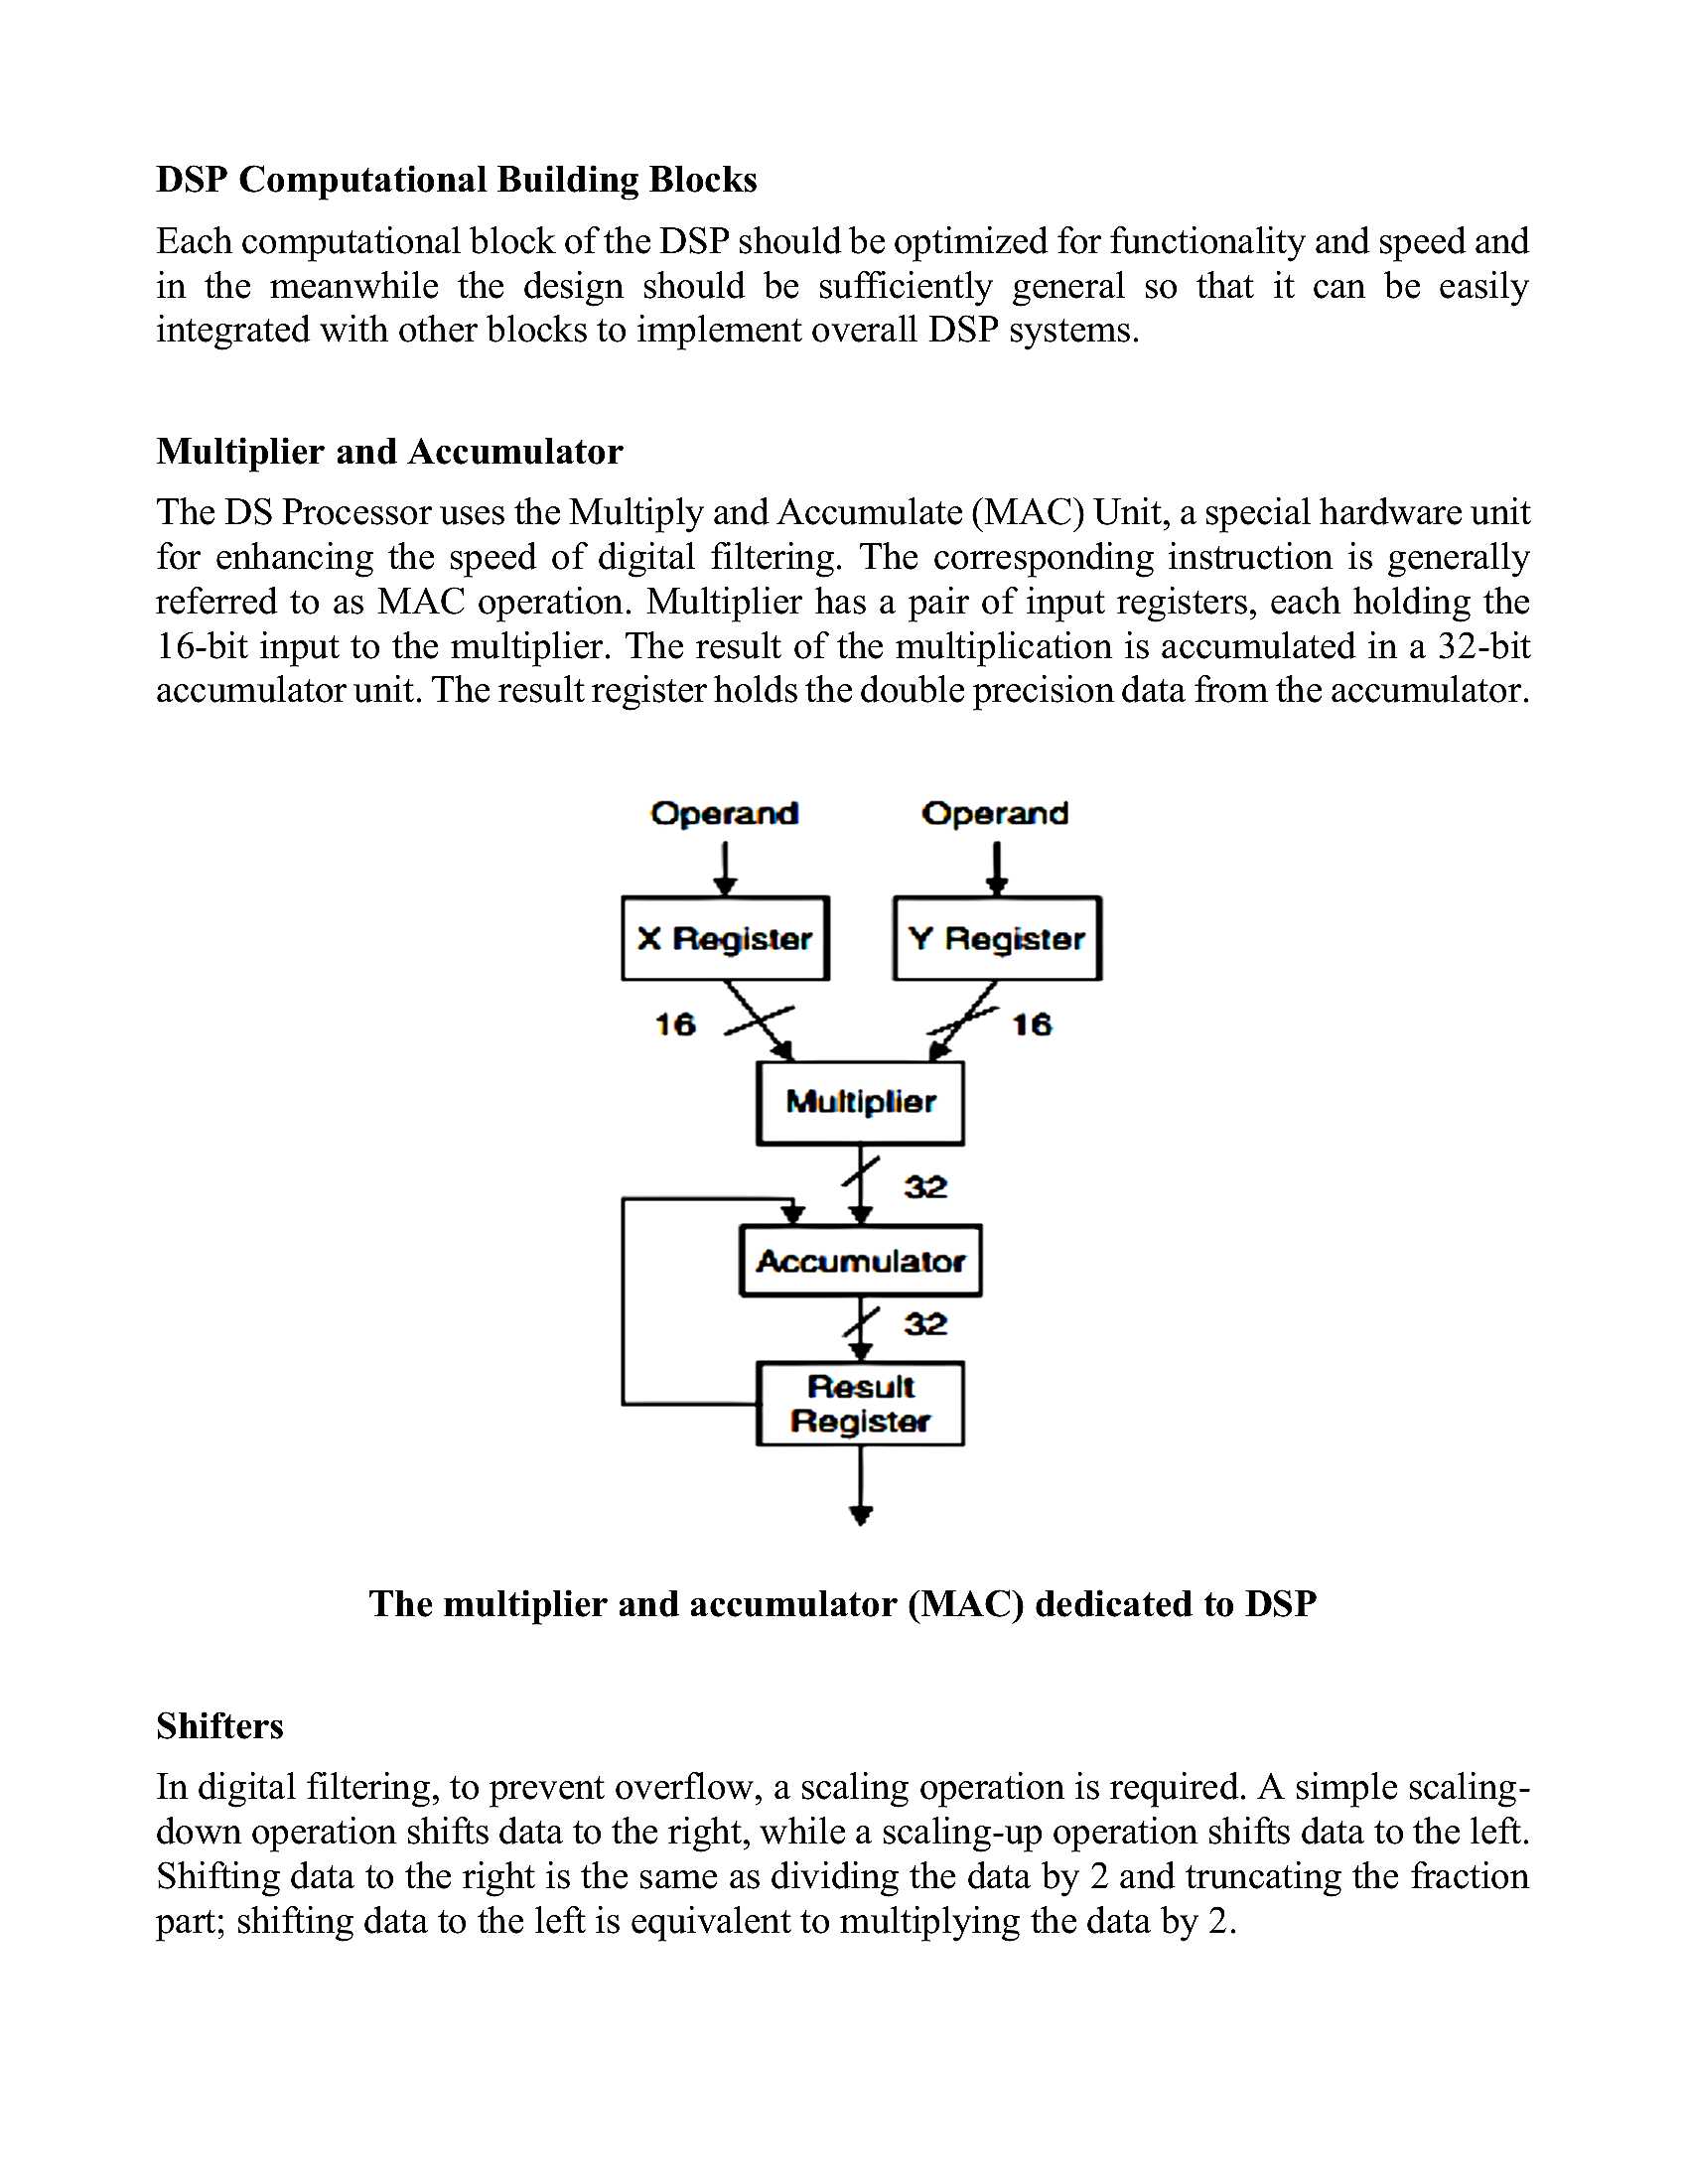 DSP Computational Building Blocks
Each computational block of the DSP should be optimized for functionality and speed and
in the meanwhile the design should be sufficiently general so that it can be easily
integrated with other blocks to implement overall DSP systems.
Multiplier and Accumulator
The DS Processor uses the Multiply and Accumulate (MAC) Unit, a special hardware unit
for enhancing the speed of digital filtering. The corresponding instruction is generally
referred to as MAC operation. Multiplier has a pair of input registers, each holding the
16-bit input to the multiplier. The result of the multiplication is accumulated in a 32-bit
accumulator unit. The result register holds the double precision data from the accumulator.
Operand Operand
X Register Y Register
16 16
Multiplier
32
Accumulator
32
Result
Register
The multiplier and accumulator (MAC) dedicated to DSP
Shifters
In digital filtering, to prevent overflow, a scaling operation is required. A simple scaling-
down operation shifts data to the right, while a scaling-up operation shifts data to the left.
Shifting data to the right is the same as dividing the data by 2 and truncating the fraction
part; shifting data to the left is equivalent to multiplying the data by 2.